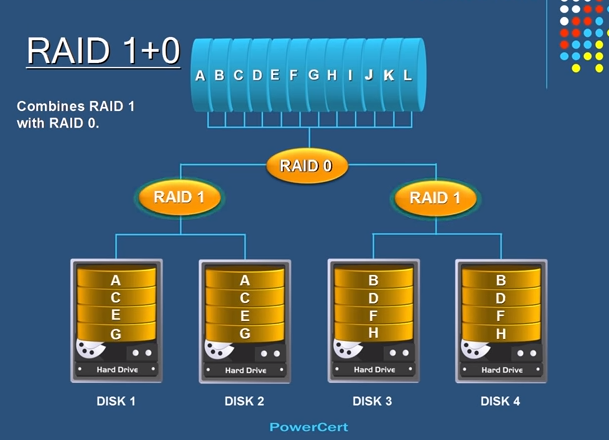 RAID 1+0
A B C D E F G H I J K L
Combines RAID 1
with RAID 0.
RAID 0
RAID 1
RAID 1
A
C
E
G
Hard Drive
A
C
E
G
Hard Drive
B
D
F
H
Hard Drive
B
D
F
H
Hard Drive
DISK 1
DISK 2
DISK 3
DISK 4
PowerCert